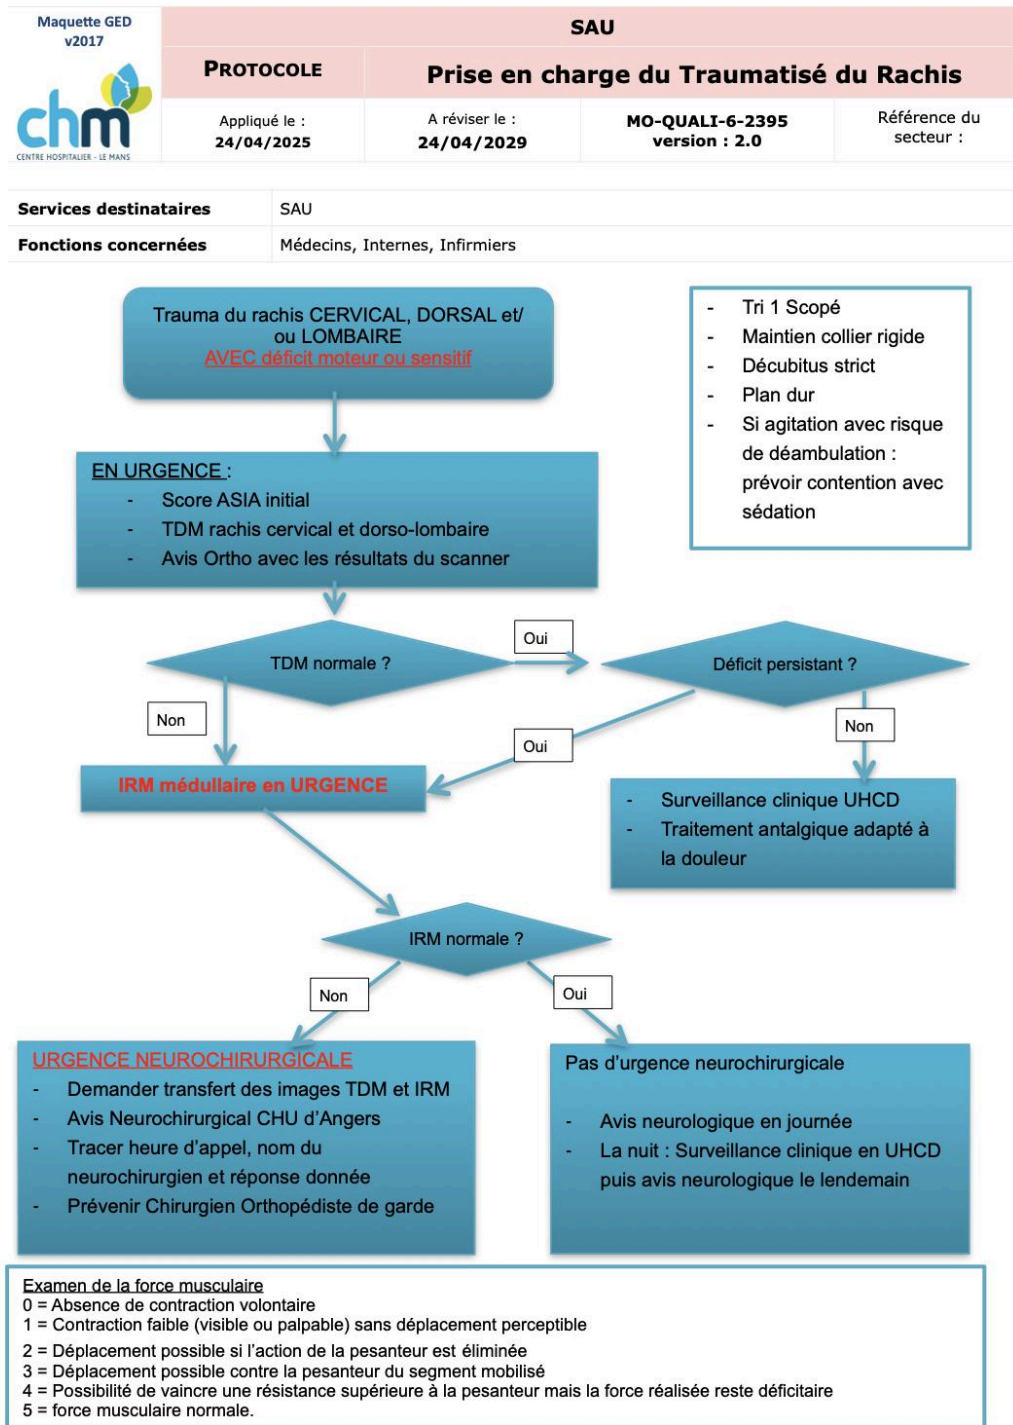 Maquette GED
v2017
chm
CENTRE HOSPITALIER - LE MANS
SAU
PROTOCOLE
Prise en charge du Traumatisé du Rachis
Appliqué le :
24/04/2025
A réviser le :
24/04/2029
MO-QUALI-6-2395
version : 2.0
Référence du
secteur :
Services destinataires
SAU
Fonctions concernées
Médecins, Internes, Infirmiers
Trauma du rachis CERVICAL, DORSAL et/
ou LOMBAIRE
AVEC déficit moteur ou sensitif
- Tri 1 Scopé
- Maintien collier rigide
- Décubitus strict
- Plan dur
- Si agitation avec risque
de déambulation :
prévoir contention avec
sédation
EN URGENCE :
- Score ASIA initial
- TDM rachis cervical et dorso-lombaire
- Avis Ortho avec les résultats du scanner
TDM normale ?
Oui
Déficit persistant ?
Non
Oui
Non
IRM médullaire en URGENCE
- Surveillance clinique UHCD
- Traitement antalgique adapté à
la douleur
IRM normale ?
Non
Oui
URGENCE NEUROCHIRURGICALE
- Demander transfert des images TDM et IRM
- Avis Neurochirurgical CHU d'Angers
- Tracer heure d'appel, nom du
neurochirurgien et réponse donnée
- Prévenir Chirurgien Orthopédiste de garde
Pas d'urgence neurochirurgicale
- Avis neurologique en journée
- La nuit : Surveillance clinique en UHCD
puis avis neurologique le lendemain
Examen de la force musculaire
0 = Absence de contraction volontaire
1 = Contraction faible (visible ou palpable) sans déplacement perceptible
2 = Déplacement possible si l'action de la pesanteur est éliminée
3 = Déplacement possible contre la pesanteur du segment mobilisé
4 = Possibilité de vaincre une résistance supérieure à la pesanteur mais la force réalisée reste déficitaire
5 = force musculaire normale.